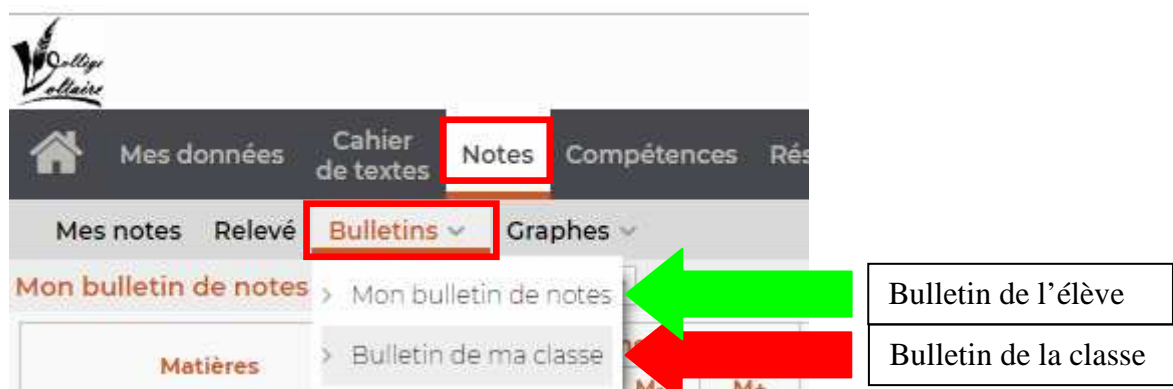 Collège
Voltaire
Mes données
Cahier
de textes
Notes
Compétences
Rés
Mes notes
Relevé
Bulletins
Graphes
Mon bulletin de notes
> Mon bulletin de notes
Bulletin de l’élève
Matières
> Bulletin de ma classe
Bulletin de la classe